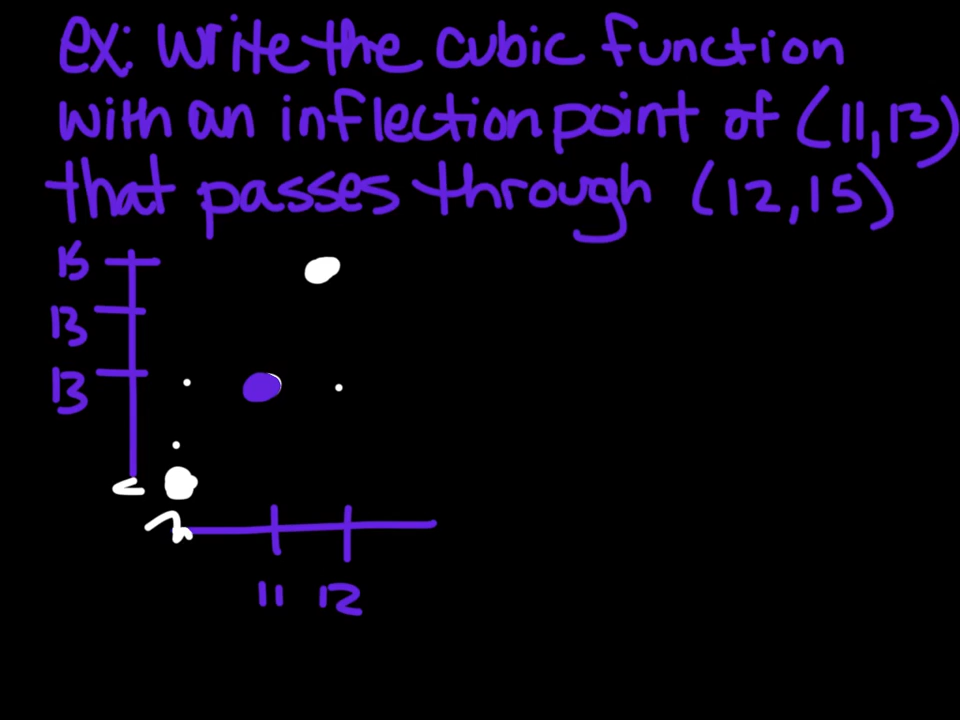 ex: Write the cubic function
with an inflection point of (11,13)
that passes through (12,15)
15
13
13
11 12